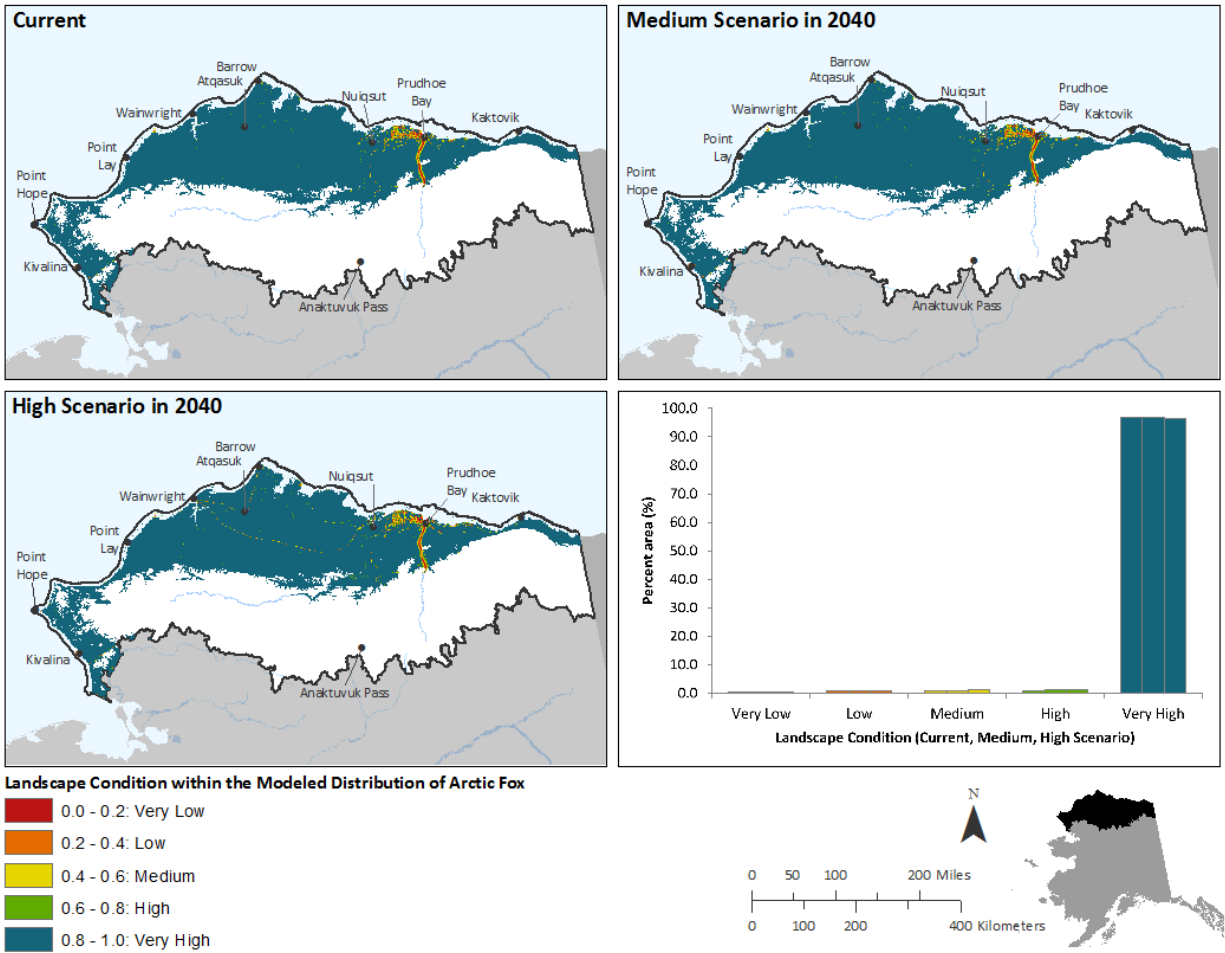 Current
Barrow
Atqasuk
Wainwright
Nuiqsut
Prudhoe
Bay
Kaktovik
Point
Lay
Point
Hope
Kivalina
Anaktuvuk Pass
Medium Scenario in 2040
Barrow
Atqasuk
Wainwright
Nuiqsut
Prudhoe
Bay
Kaktovik
Point
Lay
Point
Hope
Kivalina
Anaktuvuk Pass
High Scenario in 2040
Barrow
Atqasuk
Wainwright
Nuiqsut
Prudhoe
Bay
Kaktovik
Point
Lay
Point
Hope
Kivalina
Anaktuvuk Pass
100.0
90.0
80.0
70.0
60.0
50.0
40.0
30.0
20.0
10.0
0.0
Percent area (%)
Very Low Low Medium High Very High
Landscape Condition (Current, Medium, High Scenario)
Landscape Condition within the Modeled Distribution of Arctic Fox
0.0 - 0.2: Very Low
0.2 - 0.4: Low
0.4 - 0.6: Medium
0.6 - 0.8: High
0.8 - 1.0: Very High
N
0 50 100 200 Miles
0 100 200 400 Kilometers